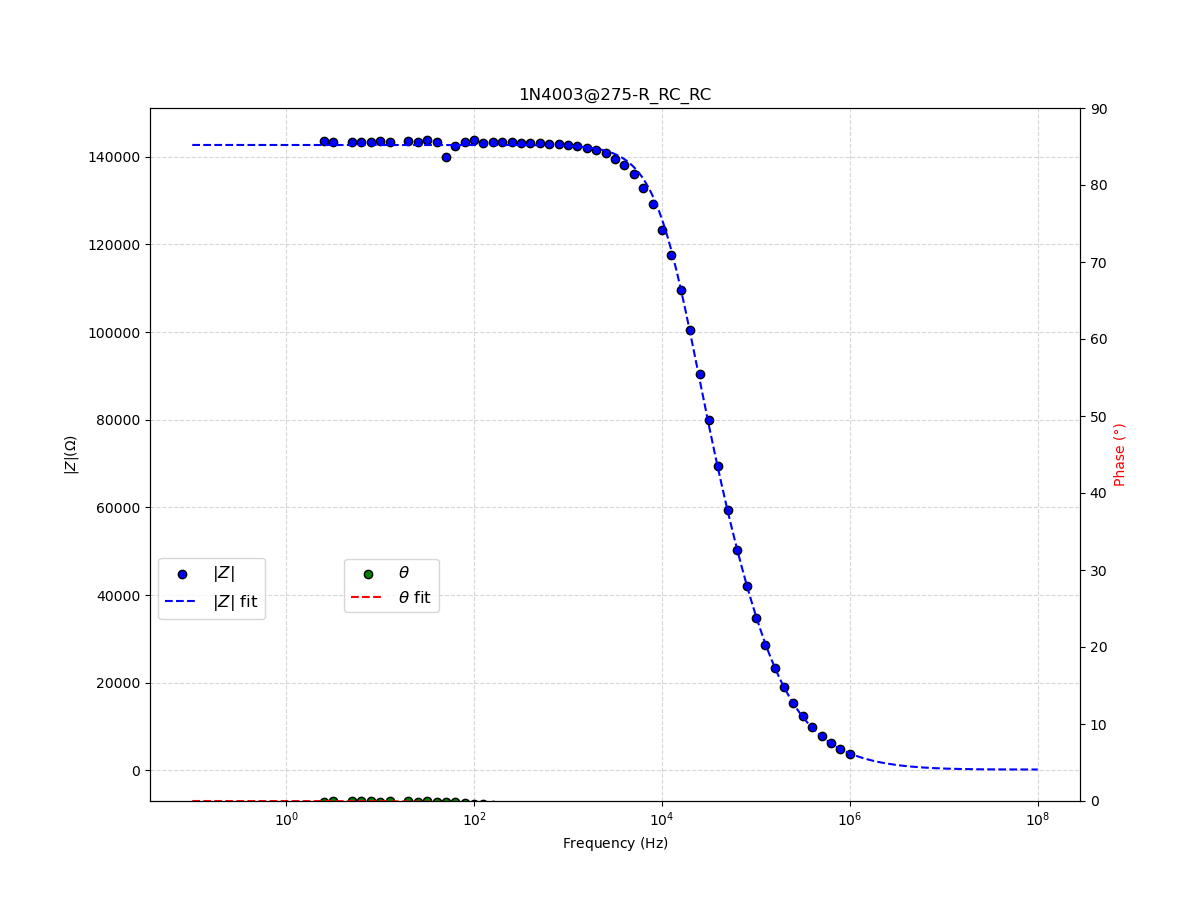 1N4003@275-R_RC_RC
140000
120000
100000
80000
60000
40000
20000
0
|Z|(Ω)
90
80
70
60
50
40
30
20
10
0
Phase (°)
|Z|
|Z| fit
θ
θ fit
10⁰
10²
10⁴
10⁶
10⁸
Frequency (Hz)